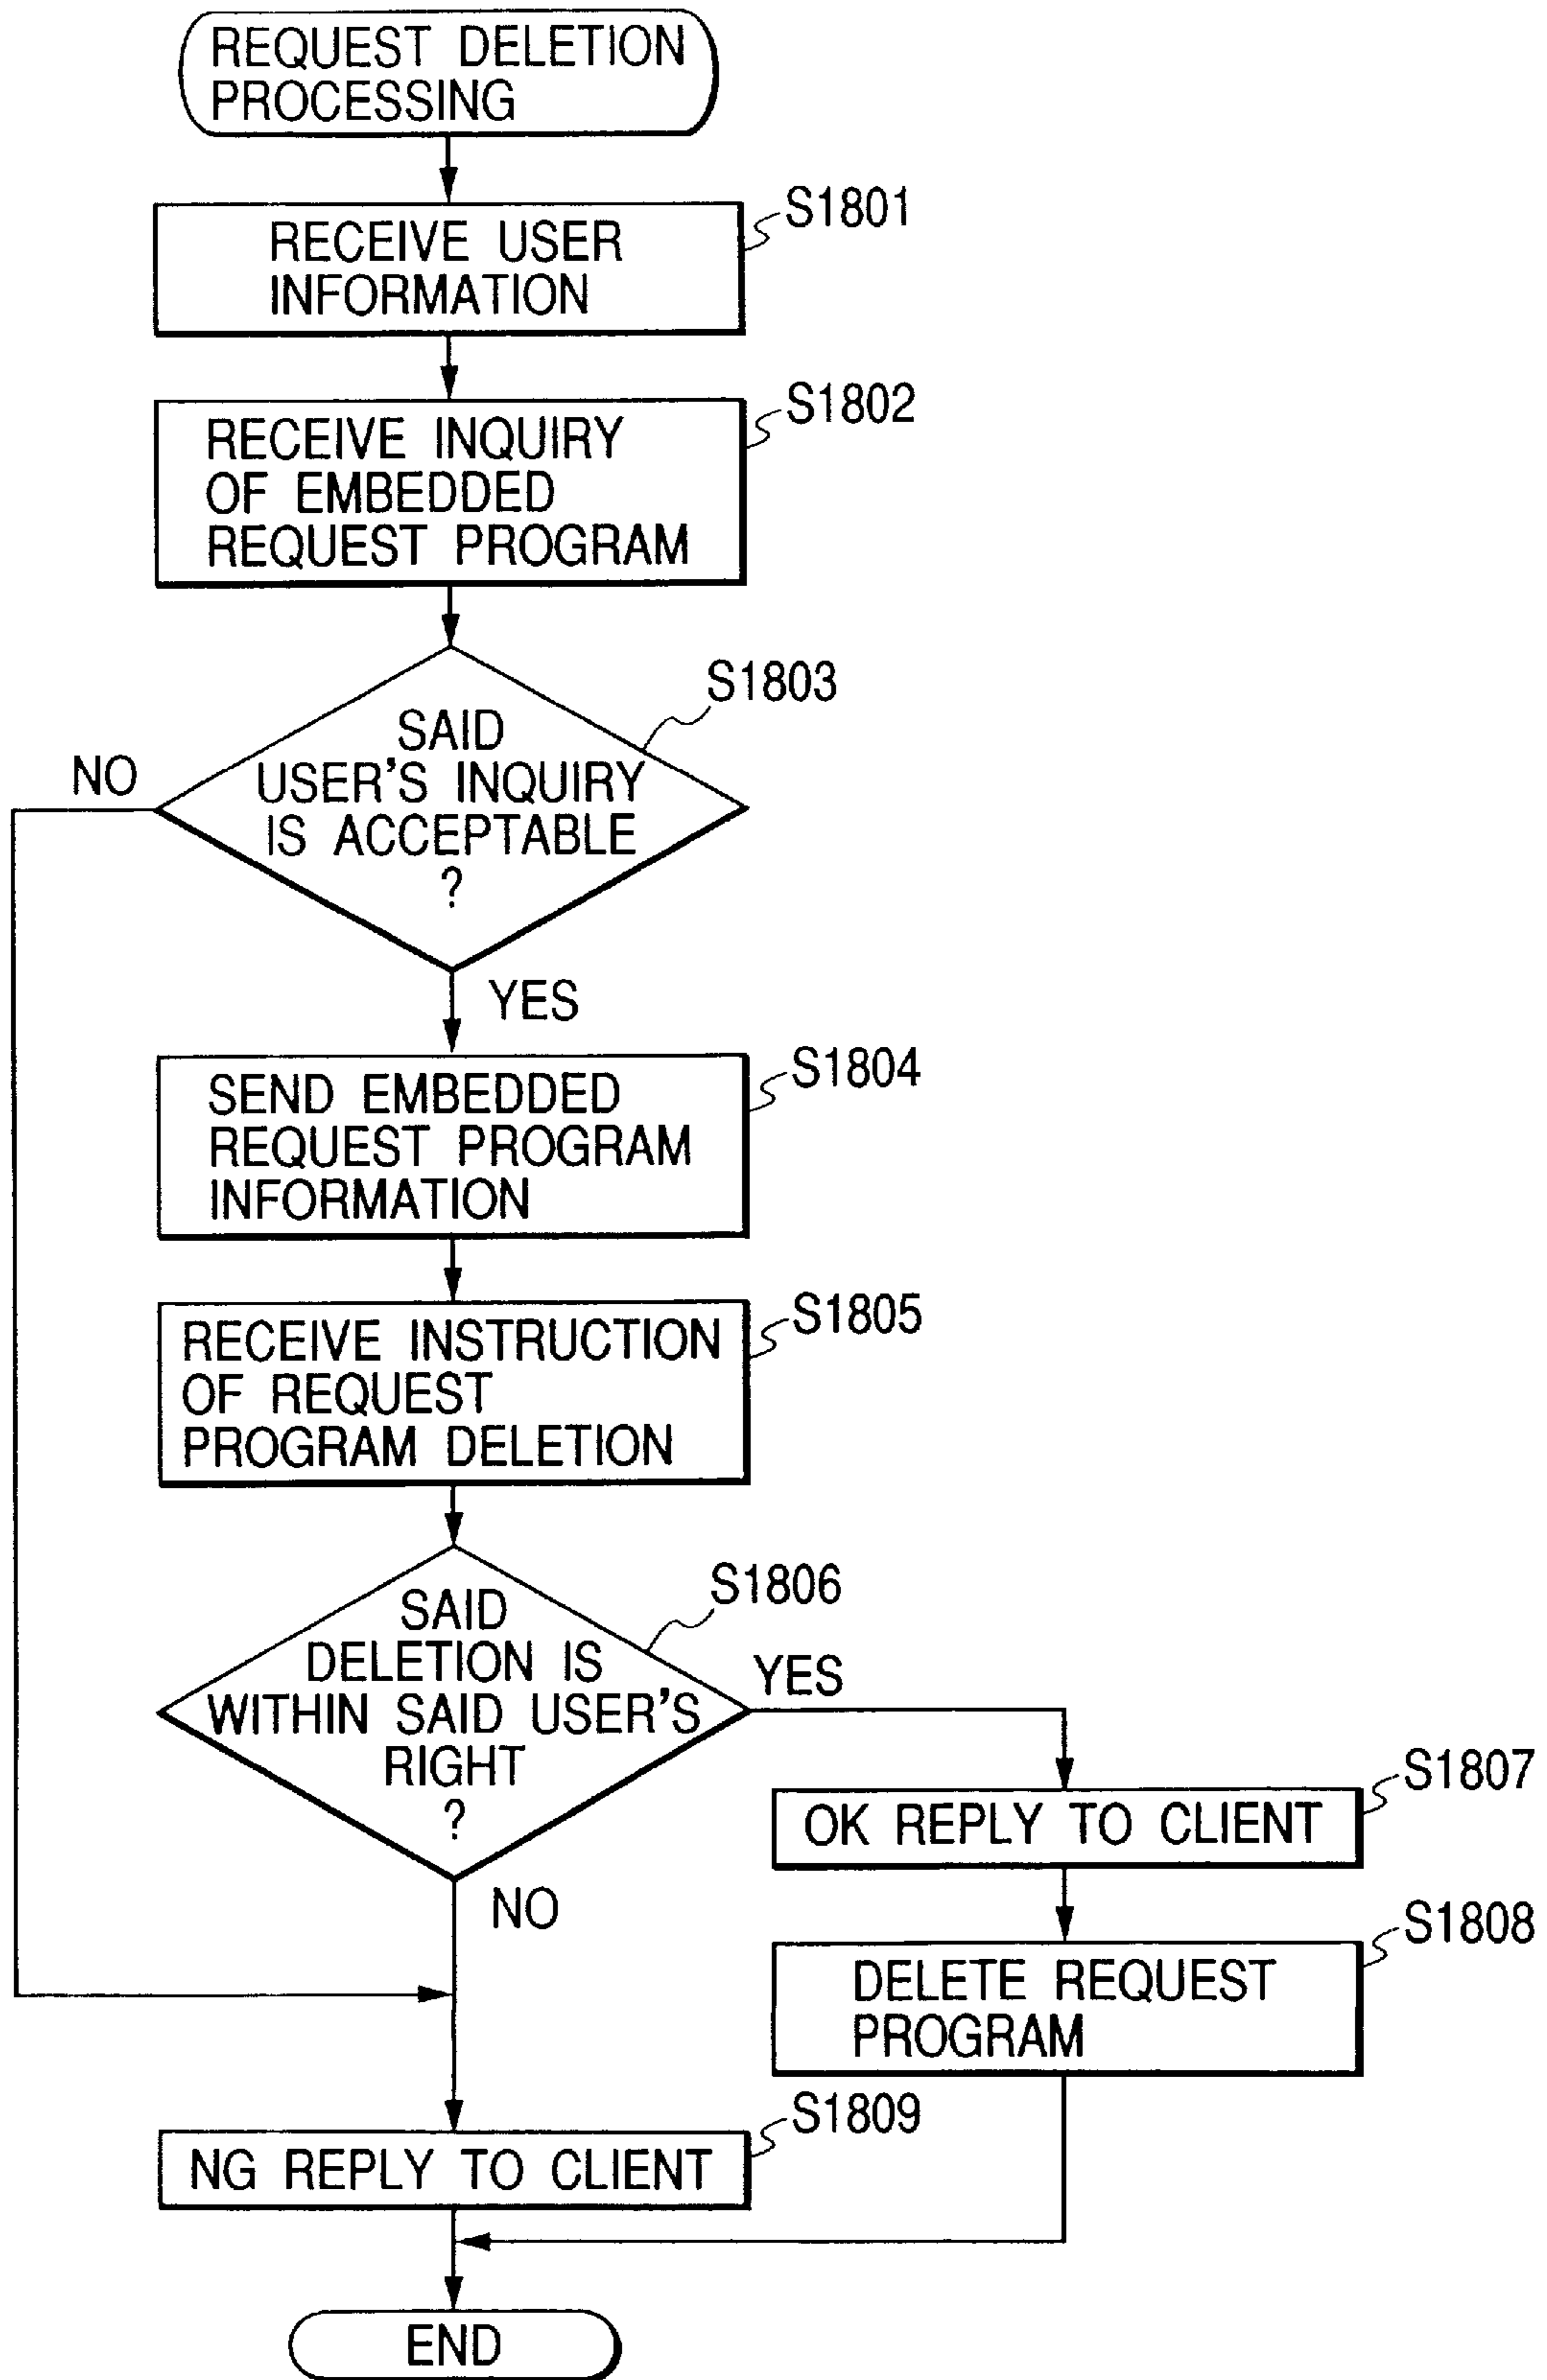 REQUEST DELETION
PROCESSING
S1801
RECEIVE USER
INFORMATION
S1802
RECEIVE INQUIRY
OF EMBEDDED
REQUEST PROGRAM
S1803
SAID
USER'S INQUIRY
IS ACCEPTABLE
?
NO
YES
S1804
SEND EMBEDDED
REQUEST PROGRAM
INFORMATION
S1805
RECEIVE INSTRUCTION
OF REQUEST
PROGRAM DELETION
S1806
SAID
DELETION IS
WITHIN SAID USER'S
RIGHT
?
YES
NO
S1807
OK REPLY TO CLIENT
S1808
DELETE REQUEST
PROGRAM
S1809
NG REPLY TO CLIENT
END